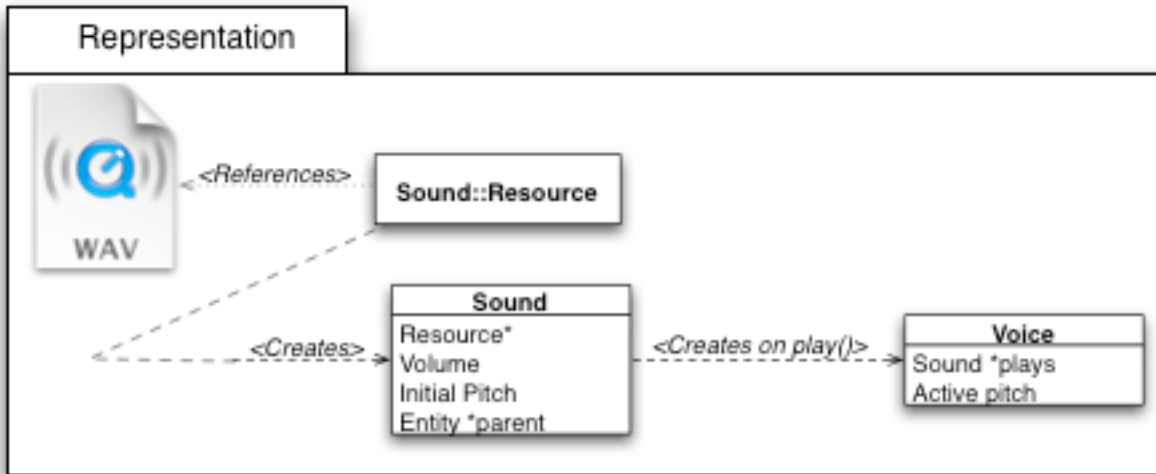 Representation
<References>
Sound::Resource
WAV
<Creates>
Sound
Resource*
Volume
Initial Pitch
Entity *parent
<Creates on play()>
Voice
Sound *plays
Active pitch